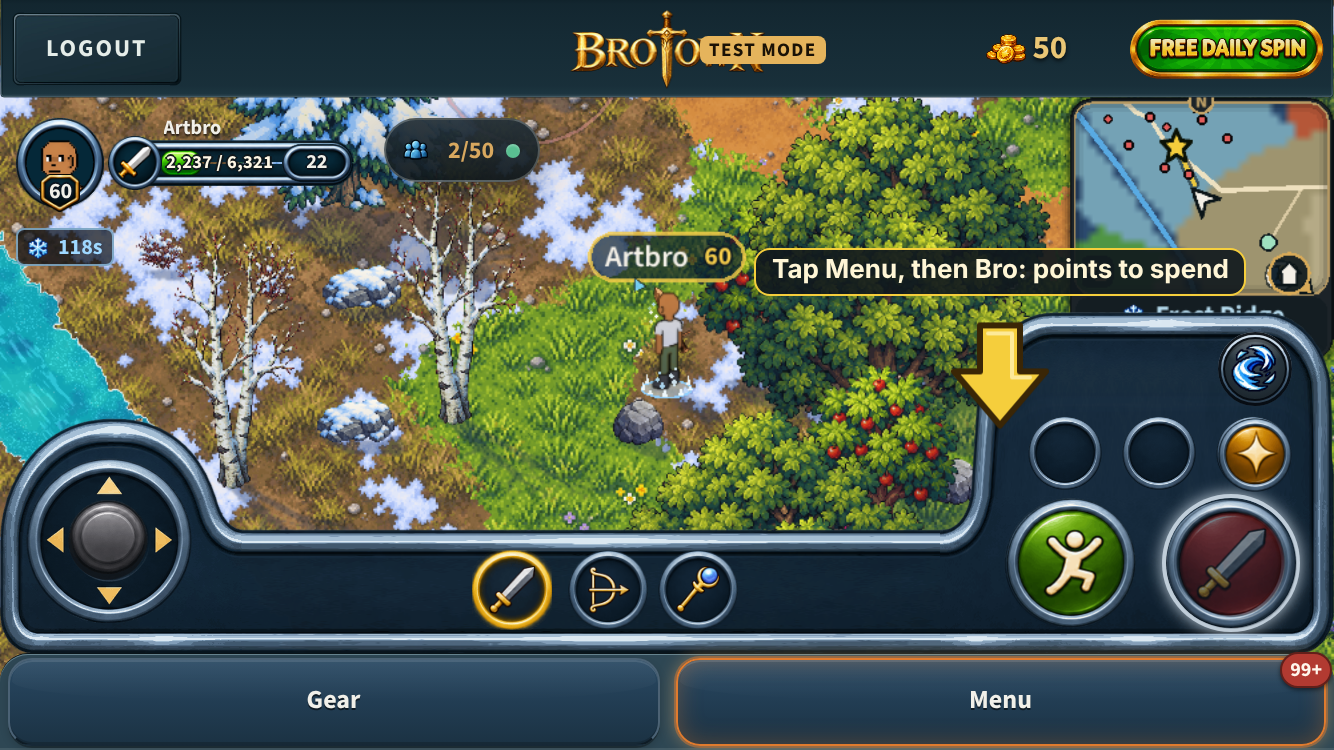 LOGOUT
TEST MODE
50
FREE DAILY SPIN
Artbro
2,237 / 6,321
22
60
2/50
N
118s
Artbro 60
Tap Menu, then Bro: points to spend
Gear
Menu
99+